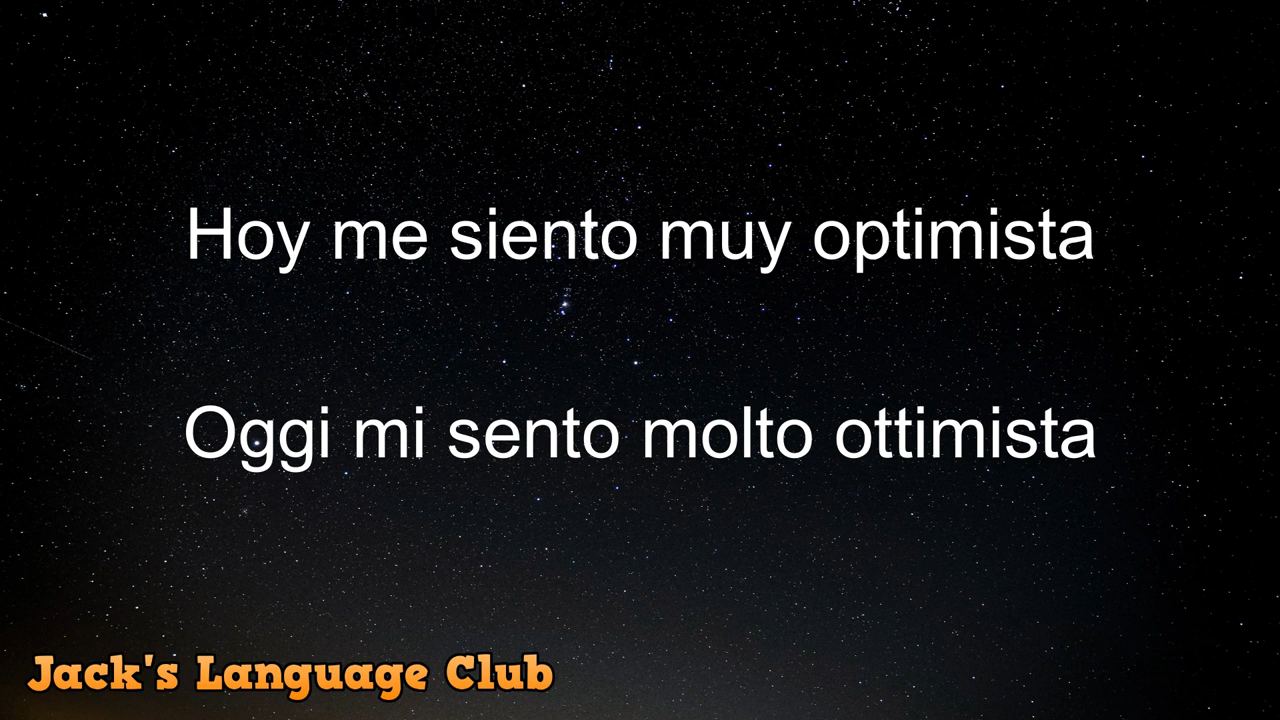 Hoy me siento muy optimista
Oggi mi sento molto ottimista
Jack's Language Club